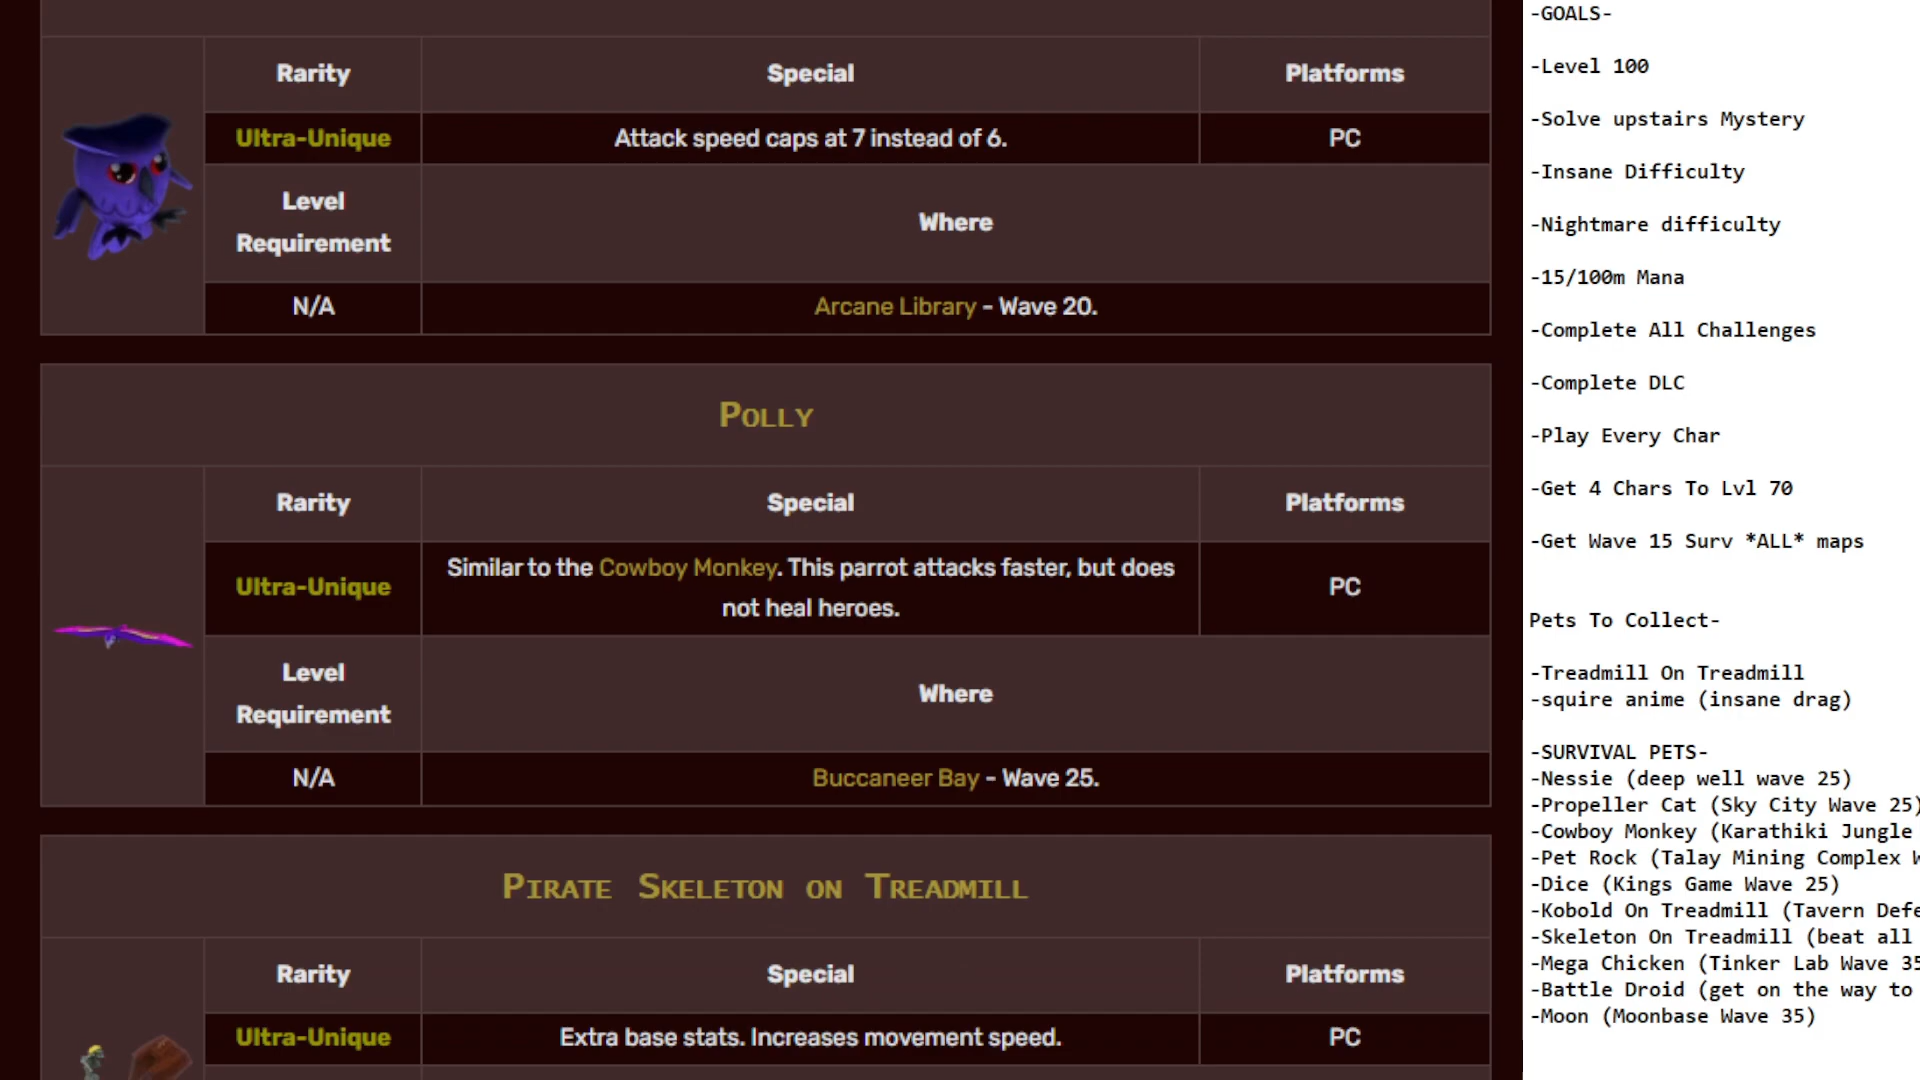 Rarity
Special
Platforms
Ultra-Unique
Attack speed caps at 7 instead of 6.
PC
Level
Requirement
Where
N/A
Arcane Library - Wave 20.
Polly
Rarity
Special
Platforms
Ultra-Unique
Similar to the Cowboy Monkey. This parrot attacks faster, but does
not heal heroes.
PC
Level
Requirement
Where
N/A
Buccaneer Bay - Wave 25.
Pirate Skeleton on Treadmill
Rarity
Special
Platforms
Ultra-Unique
Extra base stats. Increases movement speed.
PC
-GOALS-
-Level 100
-Solve upstairs Mystery
-Insane Difficulty
-Nightmare difficulty
-15/100m Mana
-Complete All Challenges
-Complete DLC
-Play Every Char
-Get 4 Chars To Lvl 70
-Get Wave 15 Surv *ALL* maps
Pets To Collect-
-Treadmill On Treadmill
-squire anime (insane drag)
-SURVIVAL PETS-
-Nessie (deep well wave 25)
-Propeller Cat (Sky City Wave 25)
-Cowboy Monkey (Karathiki Jungle
-Pet Rock (Talay Mining Complex
-Dice (Kings Game Wave 25)
-Kobold On Treadmill (Tavern
-Skeleton On Treadmill (beat all
-Mega Chicken (Tinker Lab Wave 35
-Battle Droid (get on the way to
-Moon (Moonbase Wave 35)